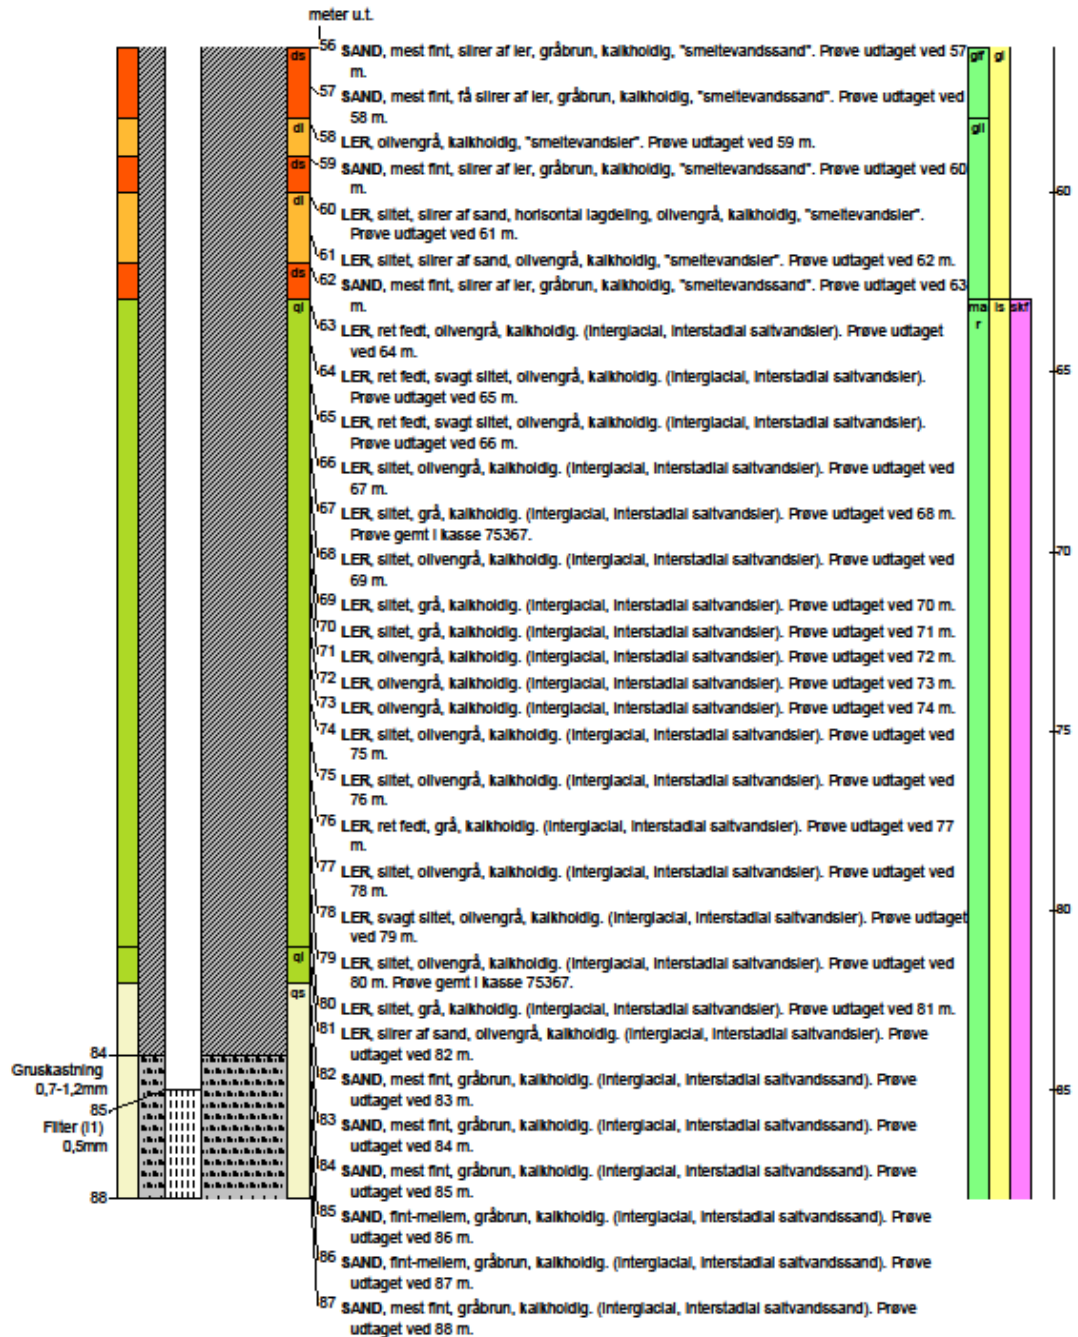 meter u.t.
56 SAND, mest fint, slirer af ler, gråbrun, kalkholdig, "smeltevandssand". Prøve udtaget ved 57
m.
57 SAND, mest fint, få slirer af ler, gråbrun, kalkholdig, "smeltevandssand". Prøve udtaget ved
58 m.
58 LER, olivengrå, kalkholdig, "smeltevandsler". Prøve udtaget ved 59 m.
59 SAND, mest fint, slirer af ler, gråbrun, kalkholdig, "smeltevandssand". Prøve udtaget ved 60
m.
60 LER, siltet, slirer af sand, horisontal lagdeling, olivengrå, kalkholdig, "smeltevandsler".
Prøve udtaget ved 61 m.
61 LER, siltet, slirer af sand, olivengrå, kalkholdig, "smeltevandsler". Prøve udtaget ved 62 m.
62 SAND, mest fint, slirer af ler, gråbrun, kalkholdig, "smeltevandssand". Prøve udtaget ved 63
m.
63 LER, ret fedt, olivengrå, kalkholdig. (Interglacial, interstadial saltvandsler). Prøve udtaget
ved 64 m.
64 LER, ret fedt, svagt siltet, olivengrå, kalkholdig. (Interglacial, interstadial saltvandsler).
Prøve udtaget ved 65 m.
65 LER, ret fedt, svagt siltet, olivengrå, kalkholdig. (Interglacial, interstadial saltvandsler).
Prøve udtaget ved 66 m.
66 LER, siltet, olivengrå, kalkholdig. (Interglacial, interstadial saltvandsler). Prøve udtaget ved
67 m.
67 LER, siltet, grå, kalkholdig. (Interglacial, interstadial saltvandsler). Prøve udtaget ved 68 m.
Prøve gemt i kasse 75367.
68 LER, siltet, olivengrå, kalkholdig. (Interglacial, interstadial saltvandsler). Prøve udtaget ved
69 m.
69 LER, siltet, grå, kalkholdig. (Interglacial, interstadial saltvandsler). Prøve udtaget ved 70 m.
70 LER, siltet, grå, kalkholdig. (Interglacial, interstadial saltvandsler). Prøve udtaget ved 71 m.
71 LER, olivengrå, kalkholdig. (Interglacial, interstadial saltvandsler). Prøve udtaget ved 72 m.
72 LER, olivengrå, kalkholdig. (Interglacial, interstadial saltvandsler). Prøve udtaget ved 73 m.
73 LER, olivengrå, kalkholdig. (Interglacial, interstadial saltvandsler). Prøve udtaget ved 74 m.
74 LER, siltet, olivengrå, kalkholdig. (Interglacial, interstadial saltvandsler). Prøve udtaget ved
75 m.
75 LER, siltet, olivengrå, kalkholdig. (Interglacial, interstadial saltvandsler). Prøve udtaget ved
76 m.
76 LER, ret fedt, grå, kalkholdig. (Interglacial, interstadial saltvandsler). Prøve udtaget ved 77
m.
77 LER, siltet, olivengrå, kalkholdig. (Interglacial, interstadial saltvandsler). Prøve udtaget ved
78 m.
78 LER, svagt siltet, olivengrå, kalkholdig. (Interglacial, interstadial saltvandsler). Prøve udtaget
ved 79 m.
79 LER, siltet, olivengrå, kalkholdig. (Interglacial, interstadial saltvandsler). Prøve udtaget ved
80 m. Prøve gemt i kasse 75367.
80 LER, siltet, grå, kalkholdig. (Interglacial, interstadial saltvandsler). Prøve udtaget ved 81 m.
81 LER, slirer af sand, olivengrå, kalkholdig. (Interglacial, interstadial saltvandsler). Prøve
udtaget ved 82 m.
82 SAND, mest fint, gråbrun, kalkholdig. (Interglacial, interstadial saltvandssand). Prøve
udtaget ved 83 m.
83 SAND, mest fint, gråbrun, kalkholdig. (Interglacial, interstadial saltvandssand). Prøve
udtaget ved 84 m.
84 SAND, mest fint, gråbrun, kalkholdig. (Interglacial, interstadial saltvandssand). Prøve
udtaget ved 85 m.
85 SAND, fint-mellem, gråbrun, kalkholdig. (Interglacial, interstadial saltvandssand). Prøve
udtaget ved 86 m.
86 SAND, fint-mellem, gråbrun, kalkholdig. (Interglacial, interstadial saltvandssand). Prøve
udtaget ved 87 m.
87 SAND, mest fint, gråbrun, kalkholdig. (Interglacial, interstadial saltvandssand). Prøve
udtaget ved 88 m.
ds
dl
ds
dl
ds
ql
ql
qs
84
Gruskastning
0,7-1,2mm
85
Filter (I1)
0,5mm
88
gf gl
gll
ma is skf
r
60
65
70
75
80
85